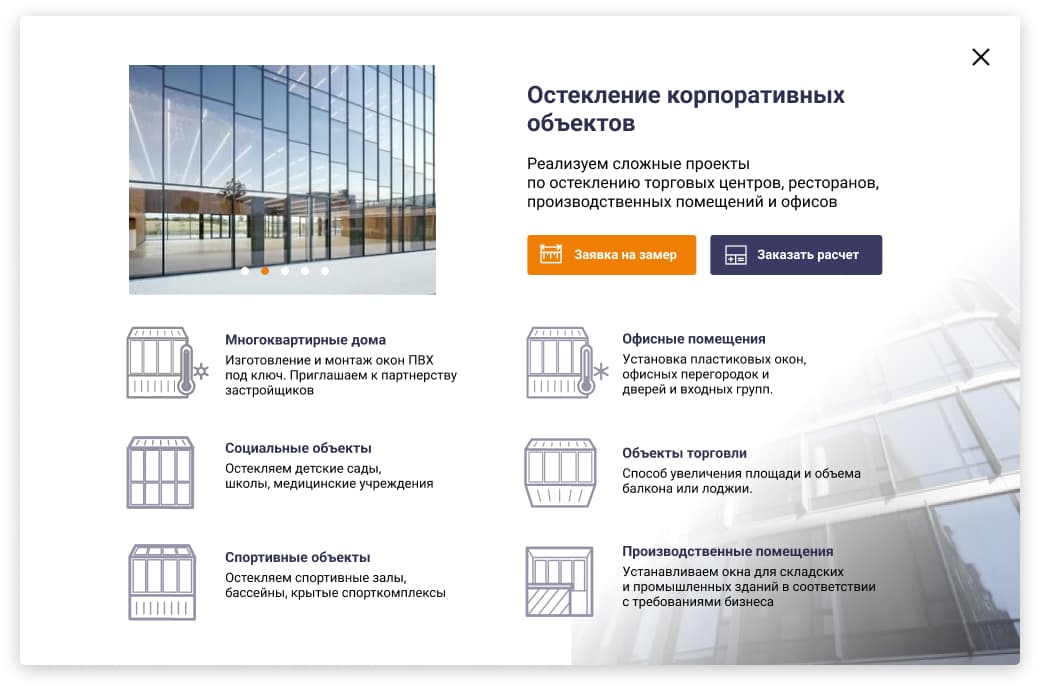 Остекление корпоративных
объектов
Реализуем сложные проекты
по остеклению торговых центров, ресторанов,
производственных помещений и офисов
Заявка на замер
Заказать расчет
Многоквартирные дома
Изготовление и монтаж окон ПВХ
под ключ. Приглашаем к партнерству
застройщиков
Офисные помещения
Установка пластиковых окон,
офисных перегородок и
дверей и входных групп.
Социальные объекты
Остекляем детские сады,
школы, медицинские учреждения
Объекты торговли
Способ увеличения площади и объема
балкона или лоджии.
Спортивные объекты
Остекляем спортивные залы,
бассейны, крытые спорткомплексы
Производственные помещения
Устанавливаем окна для складских
и промышленных зданий в соответствии
с требованиями бизнеса